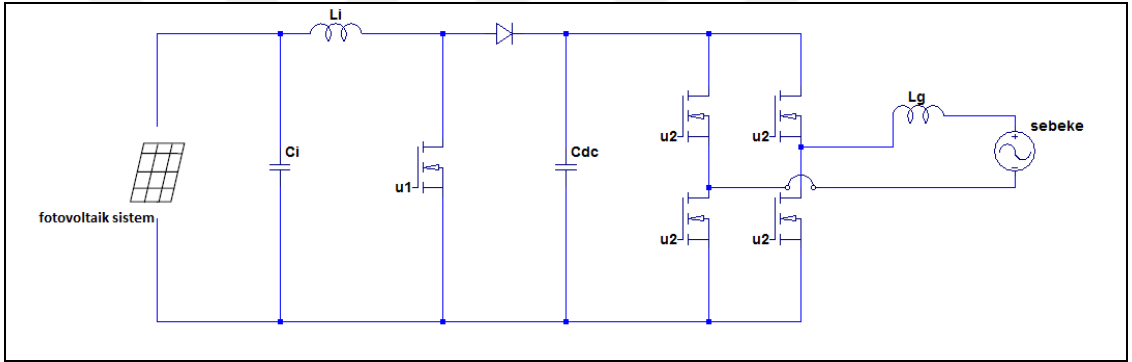 Li
Lg
sebeke
u2
u2
Ci
Cdc
u1
fotovoltaik sistem
u2
u2